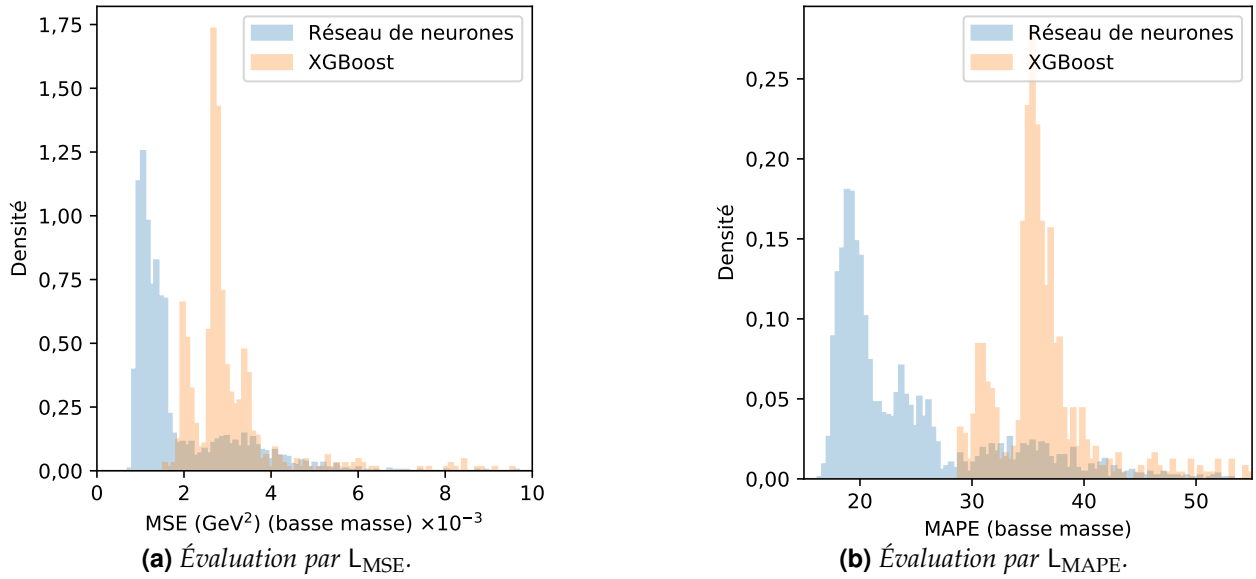 Densité
1,75
1,50
1,25
1,00
0,75
0,50
0,25
0,00
0 2 4 6 8 10
MSE (GeV²) (basse masse) ×10⁻³
Réseau de neurones
XGBoost
(a) Évaluation par L_MSE.
Densité
0,25
0,20
0,15
0,10
0,05
0,00
20 30 40 50
MAPE (basse masse)
Réseau de neurones
XGBoost
(b) Évaluation par L_MAPE.